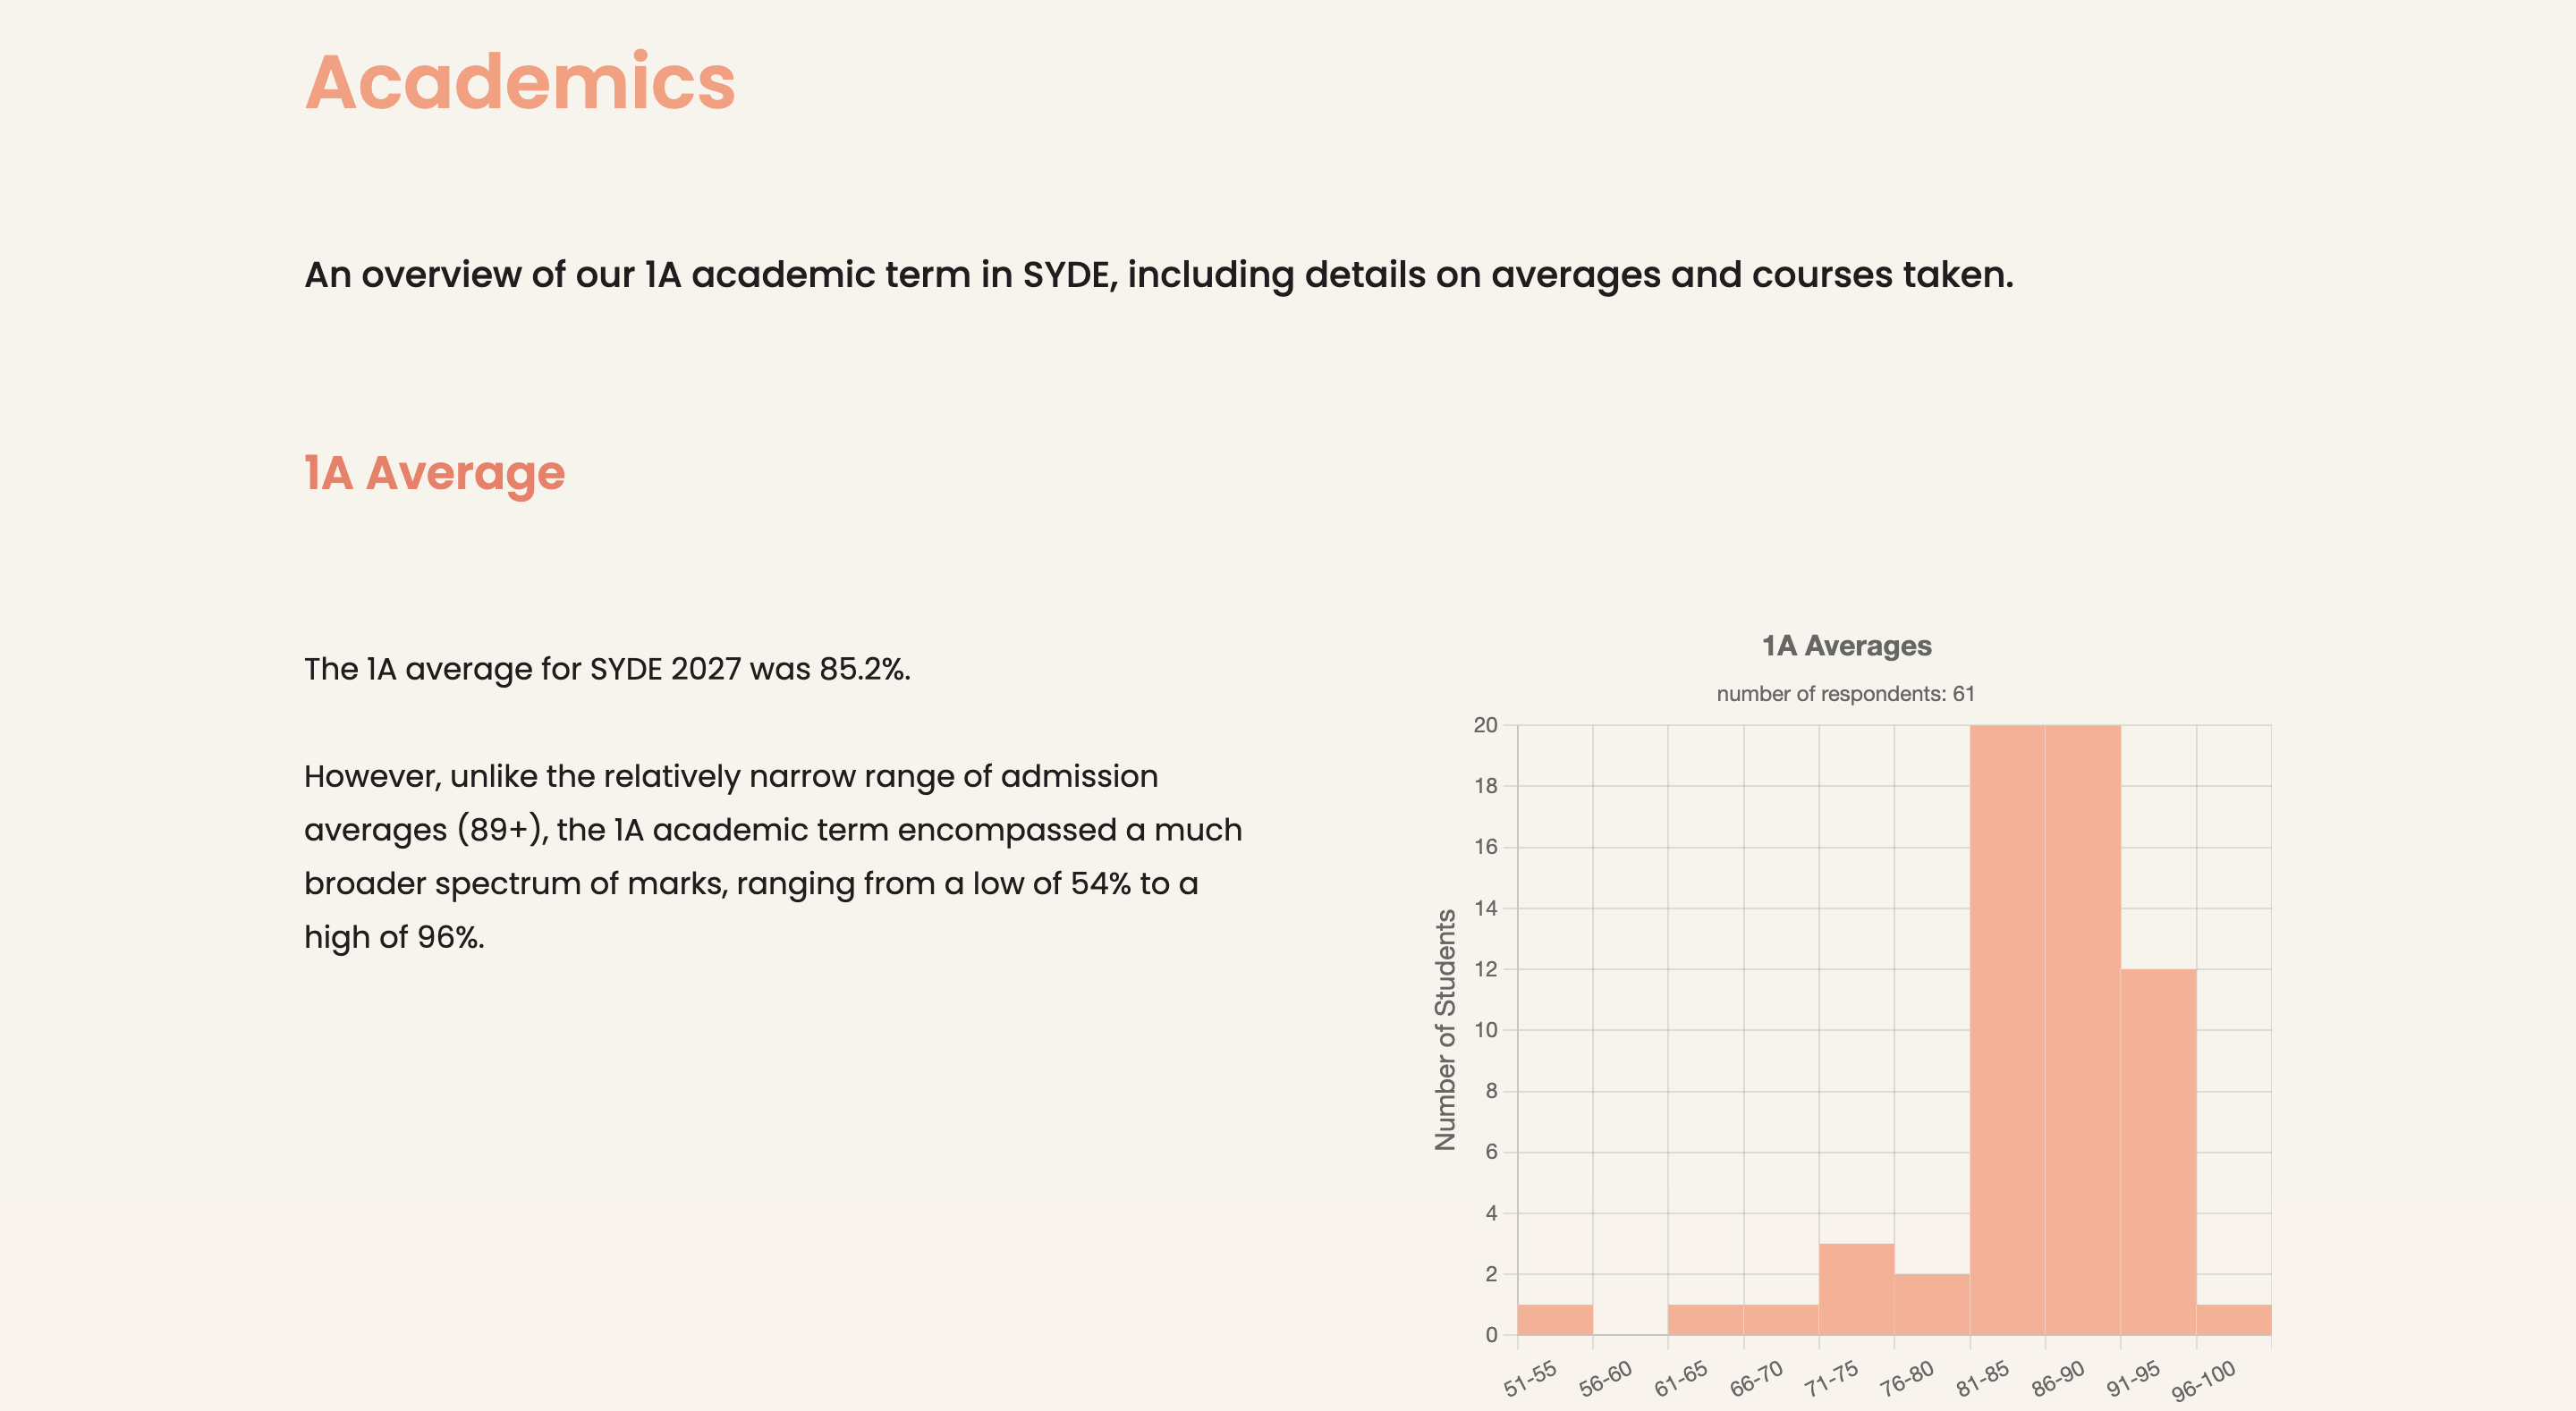 Academics
An overview of our 1A academic term in SYDE, including details on averages and courses taken.
1A Average
The 1A average for SYDE 2027 was 85.2%.
However, unlike the relatively narrow range of admission
averages (89+), the 1A academic term encompassed a much
broader spectrum of marks, ranging from a low of 54% to a
high of 96%.
1A Averages
number of respondents: 61
Number of Students
20
18
16
14
12
10
8
6
4
2
0
51-55 56-60 61-65 66-70 71-75 76-80 81-85 86-90 91-95 96-100